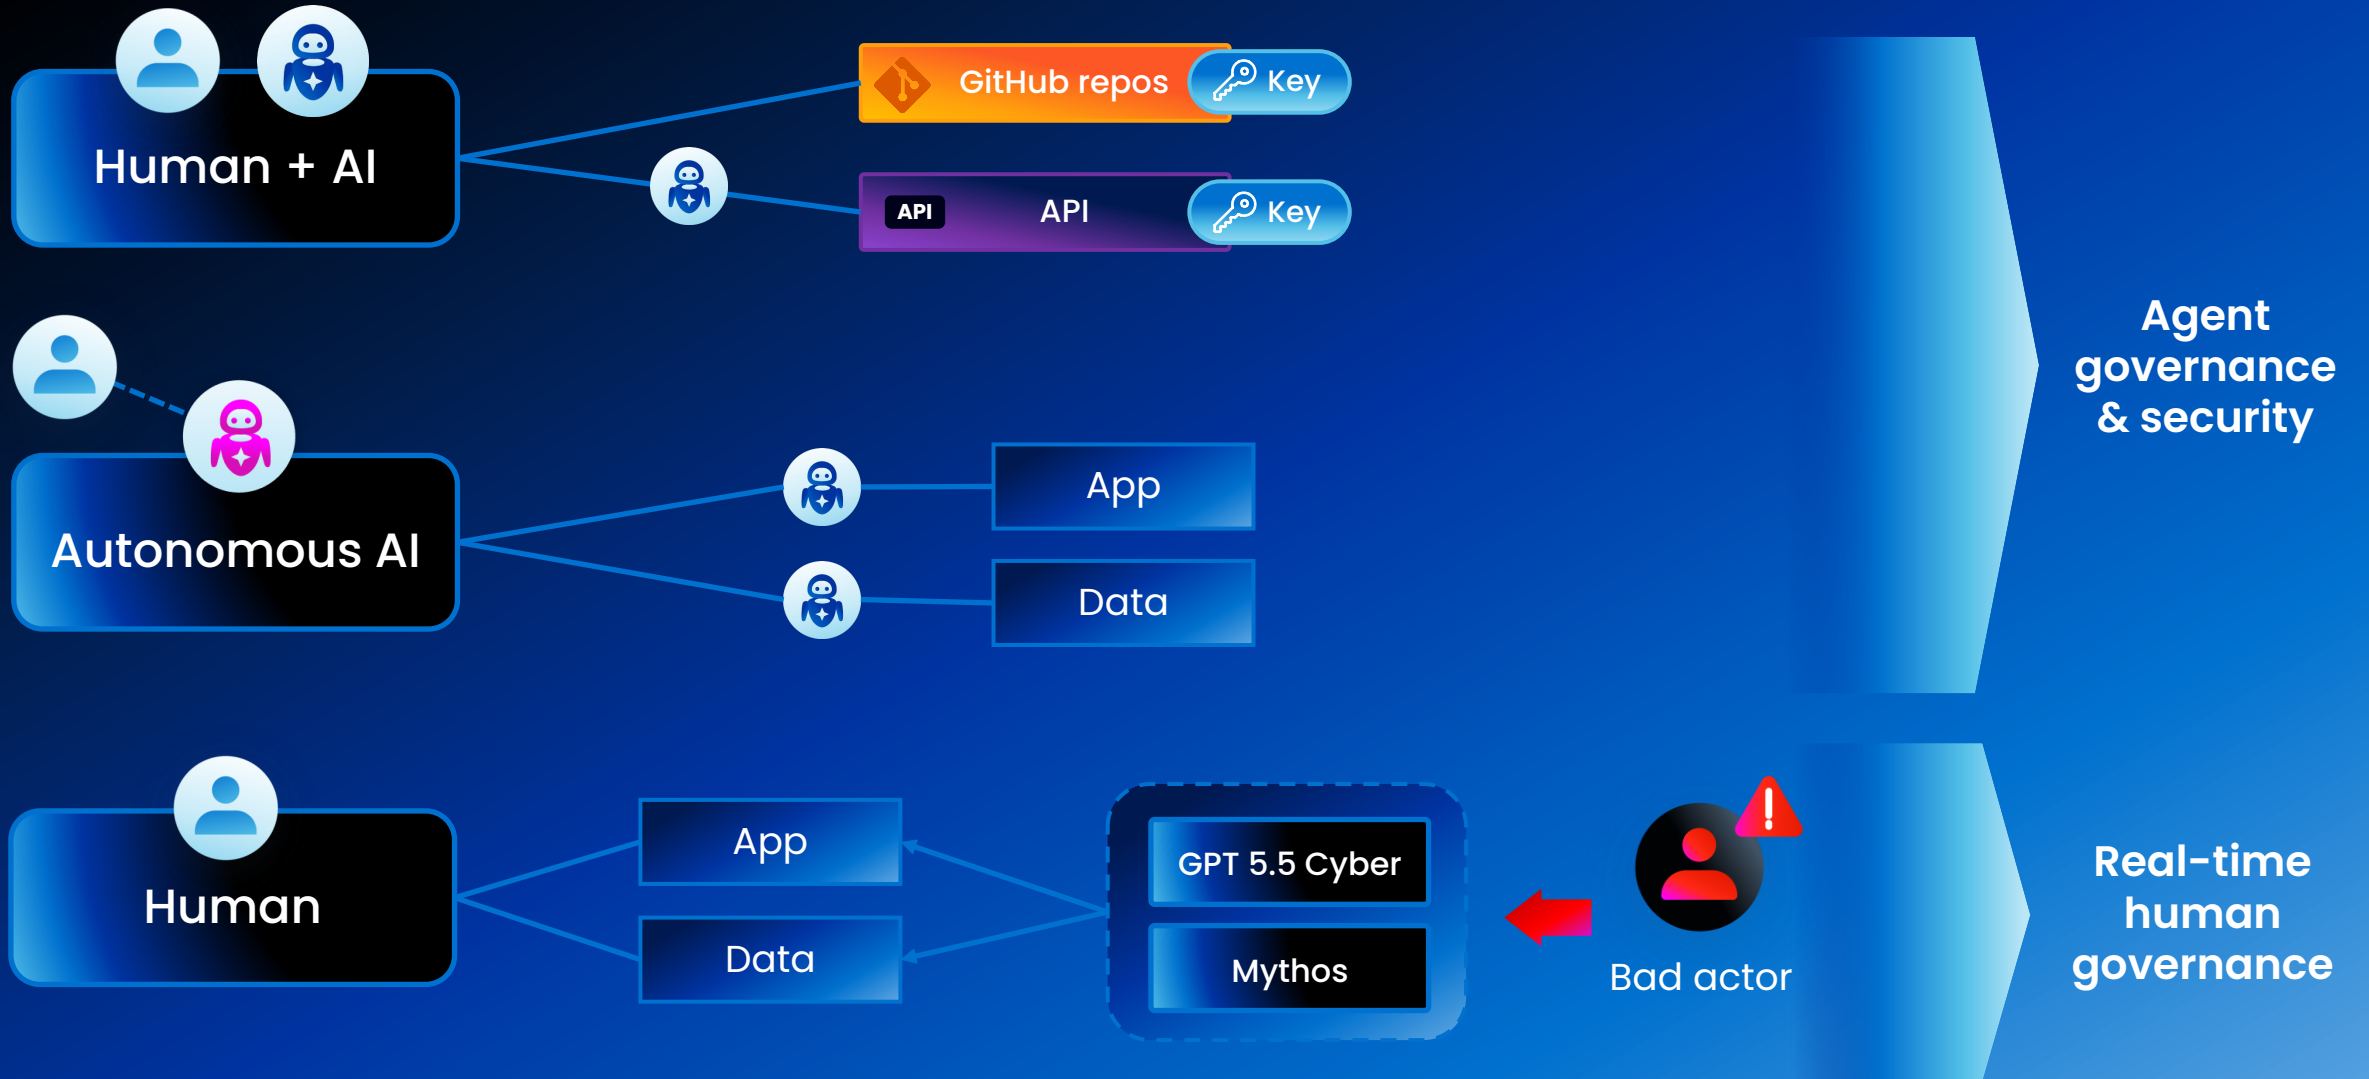 GitHub repos
Key
Human + AI
API
API
Key
Agent
governance
& security
App
Autonomous AI
Data
App
GPT 5.5 Cyber
Human
Data
Mythos
Bad actor
Real-time
human
governance